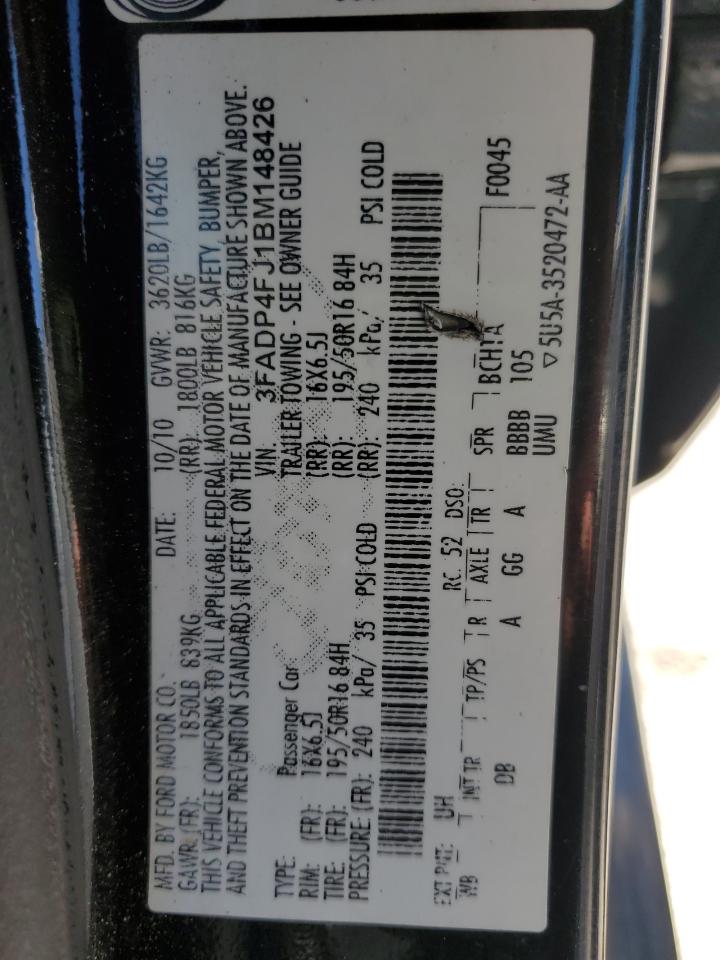 MFD. BY FORD MOTOR CO.
DATE: 10/10 GVWR: 3620LB/1642KG
GAWR: (FR): 1850LB 839KG (RR): 1800LB 816KG
THIS VEHICLE CONFORMS TO ALL APPLICABLE FEDERAL MOTOR VEHICLE SAFETY, BUMPER,
AND THEFT PREVENTION STANDARDS IN EFFECT ON THE DATE OF MANUFACTURE SHOWN ABOVE.
VIN: 3FADP4FJ1BM148426
TYPE: Passenger Car TRAILER TOWING - SEE OWNER GUIDE
RIM: (FR): 16X6.5J (RR): 16X6.5J
TIRE: (FR): 195/50R16 84H (RR): 195/50R16 84H
PRESSURE: (FR): 240 kPa/ 35 PSI COLD (RR): 240 kPa/ 35 PSI COLD
EXT PNT: UH RC: 52 DSO:
WB INT TR TP/PS R AXLE TR SPR BCHIA F0045
DB A GG A BBBB 105
UMU ▽5U5A-3520472-AA